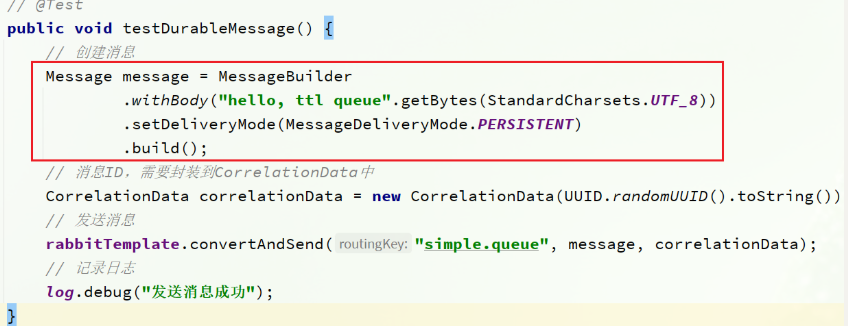 // @Test
public void testDurableMessage() {
// 创建消息
Message message = MessageBuilder
.withBody("hello, ttl queue".getBytes(StandardCharsets.UTF_8))
.setDeliveryMode(MessageDeliveryMode.PERSISTENT)
.build();
// 消息ID，需要封装到CorrelationData中
CorrelationData correlationData = new CorrelationData(UUID.randomUUID().toString())
// 发送消息
rabbitTemplate.convertAndSend( routingKey: "simple.queue", message, correlationData);
// 记录日志
log.debug("发送消息成功");
}